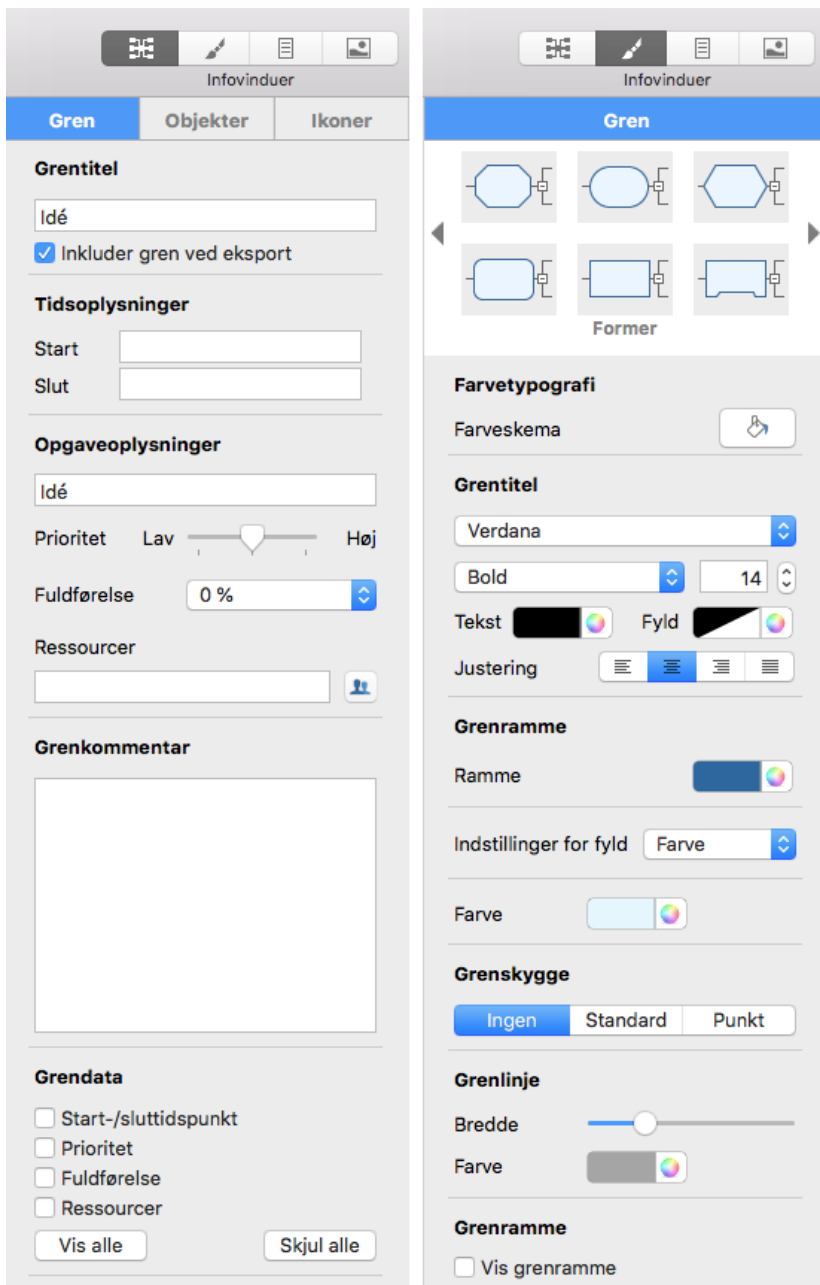 Infovinduer
Gren
Objekter
Ikoner
Grentitel
Idé
Inkluder gren ved eksport
Tidsoplysninger
Start
Slut
Opgaveoplysninger
Idé
Prioritet Lav Høj
Fuldførelse 0 %
Ressourcer
Grenkommentar
Grendata
Start-/sluttidspunkt
Prioritet
Fuldførelse
Ressourcer
Vis alle Skjul alle
Infovinduer
Gren
Former
Farvetypografi
Farveskema
Grentitel
Verdana
Bold 14
Tekst Fyld
Justering
Grenramme
Ramme
Indstillinger for fyld Farve
Farve
Grenskygge
Ingen Standard Punkt
Grenlinje
Bredde
Farve
Grenramme
Vis grenramme